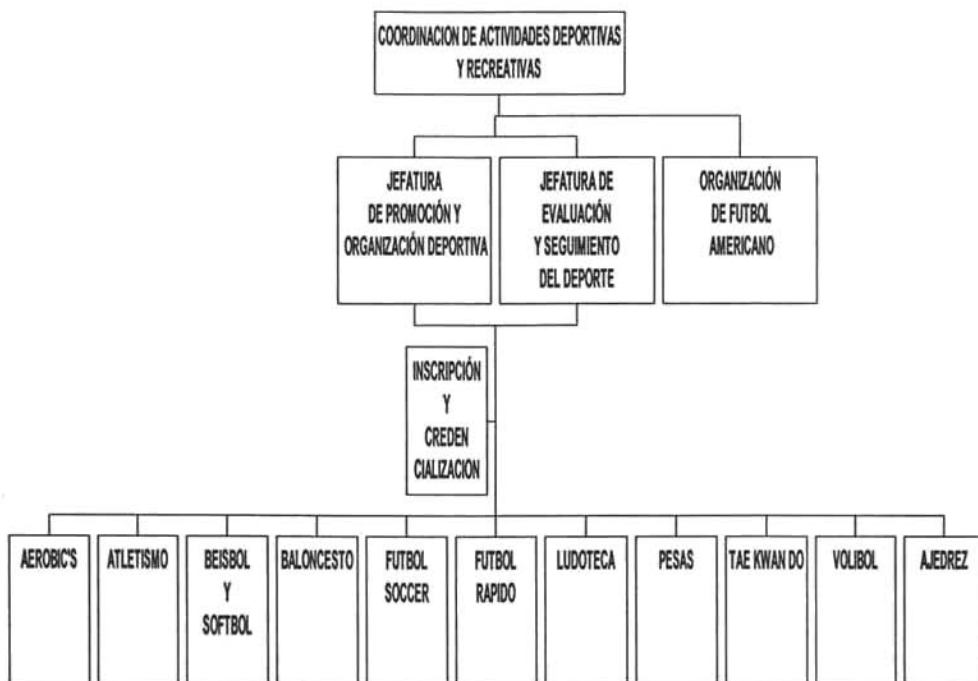 COORDINACION DE ACTIVIDADES DEPORTIVAS
Y RECREATIVAS
JEFATURA
DE PROMOCIÓN Y
ORGANIZACIÓN DEPORTIVA
JEFATURA DE
EVALUACIÓN
Y SEGUIMIENTO
DEL DEPORTE
ORGANIZACIÓN
DE FUTBOL
AMERICANO
INSCRIPCIÓN
Y
CREDEN
CIALIZACION
AEROBIC'S
ATLETISMO
BEISBOL
Y
SOFTBOL
BALONCESTO
FUTBOL
SOCCER
FUTBOL
RAPIDO
LUDOTECA
PESAS
TAE KWAN DO
VOLIBOL
AJEDREZ